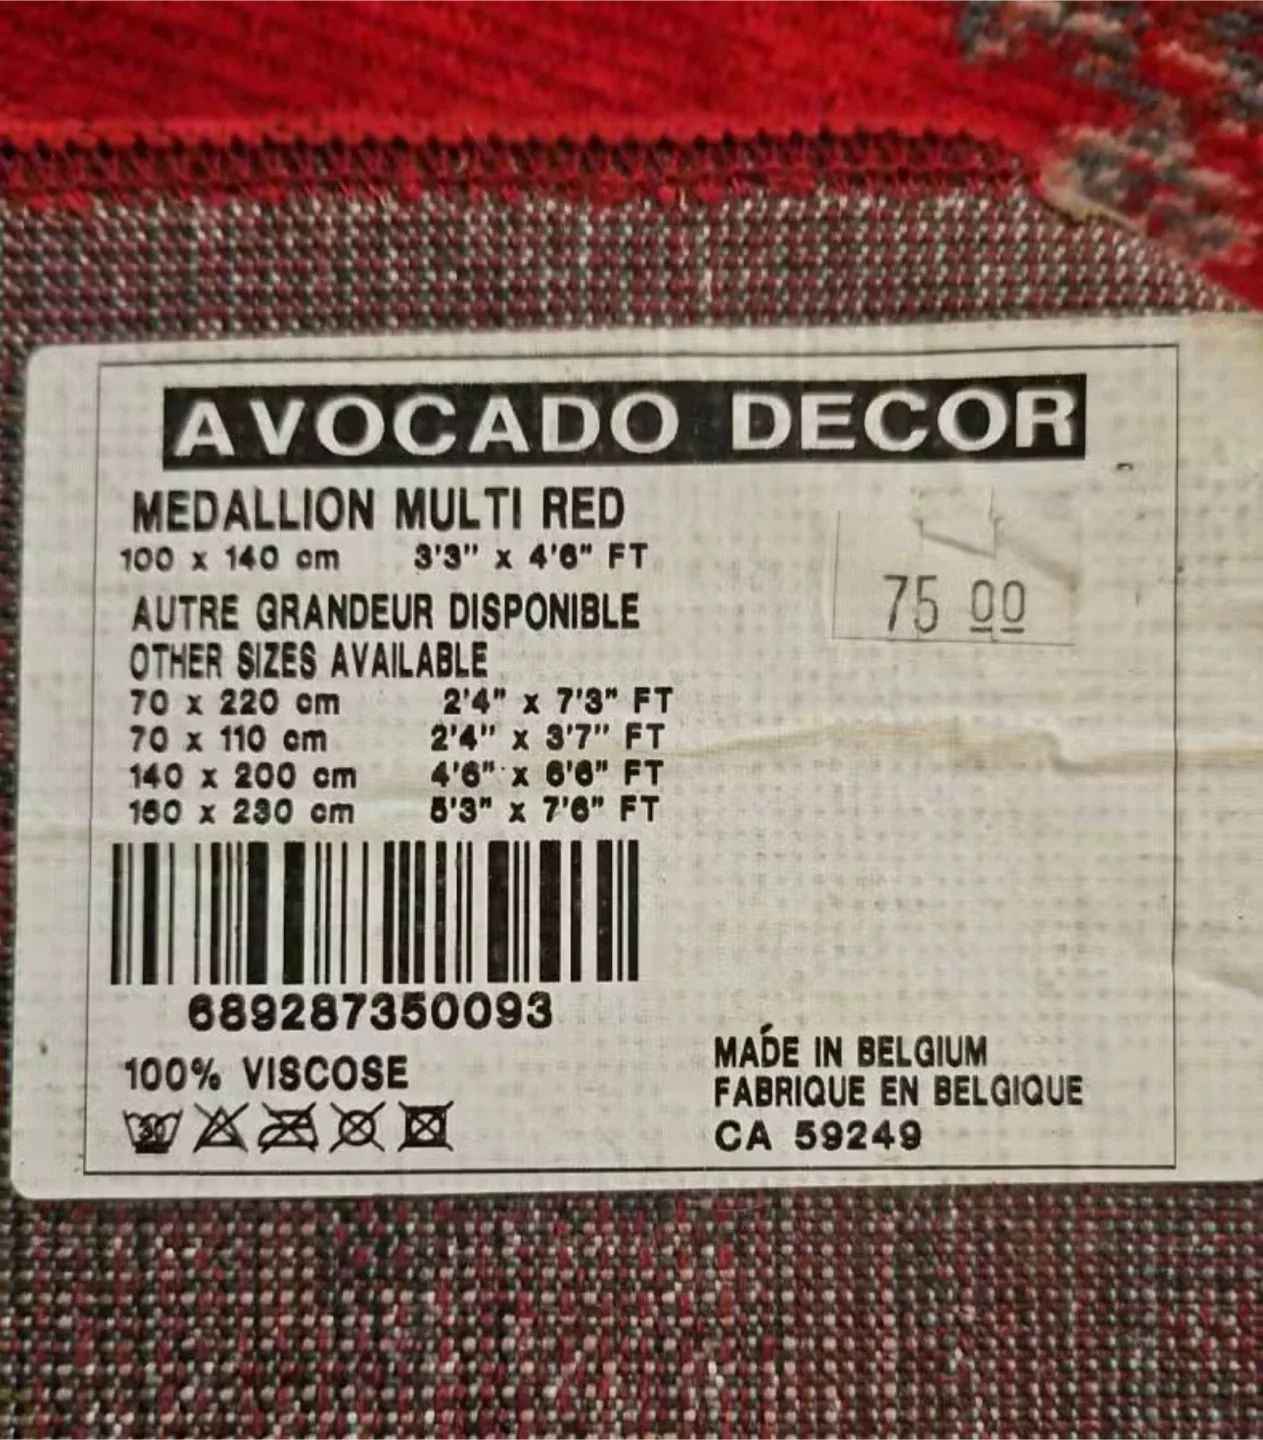 AVOCADO DECOR
MEDALLION MULTI RED
100 x 140 cm 3'3" x 4'6" FT
75 00
AUTRE GRANDEUR DISPONIBLE
OTHER SIZES AVAILABLE
70 x 220 cm 2'4" x 7'3" FT
70 x 110 cm 2'4" x 3'7" FT
140 x 200 cm 4'6" x 6'6" FT
160 x 230 cm 5'3" x 7'6" FT
689287350093
100% VISCOSE
30
MADE IN BELGIUM
FABRIQUE EN BELGIQUE
CA 59249